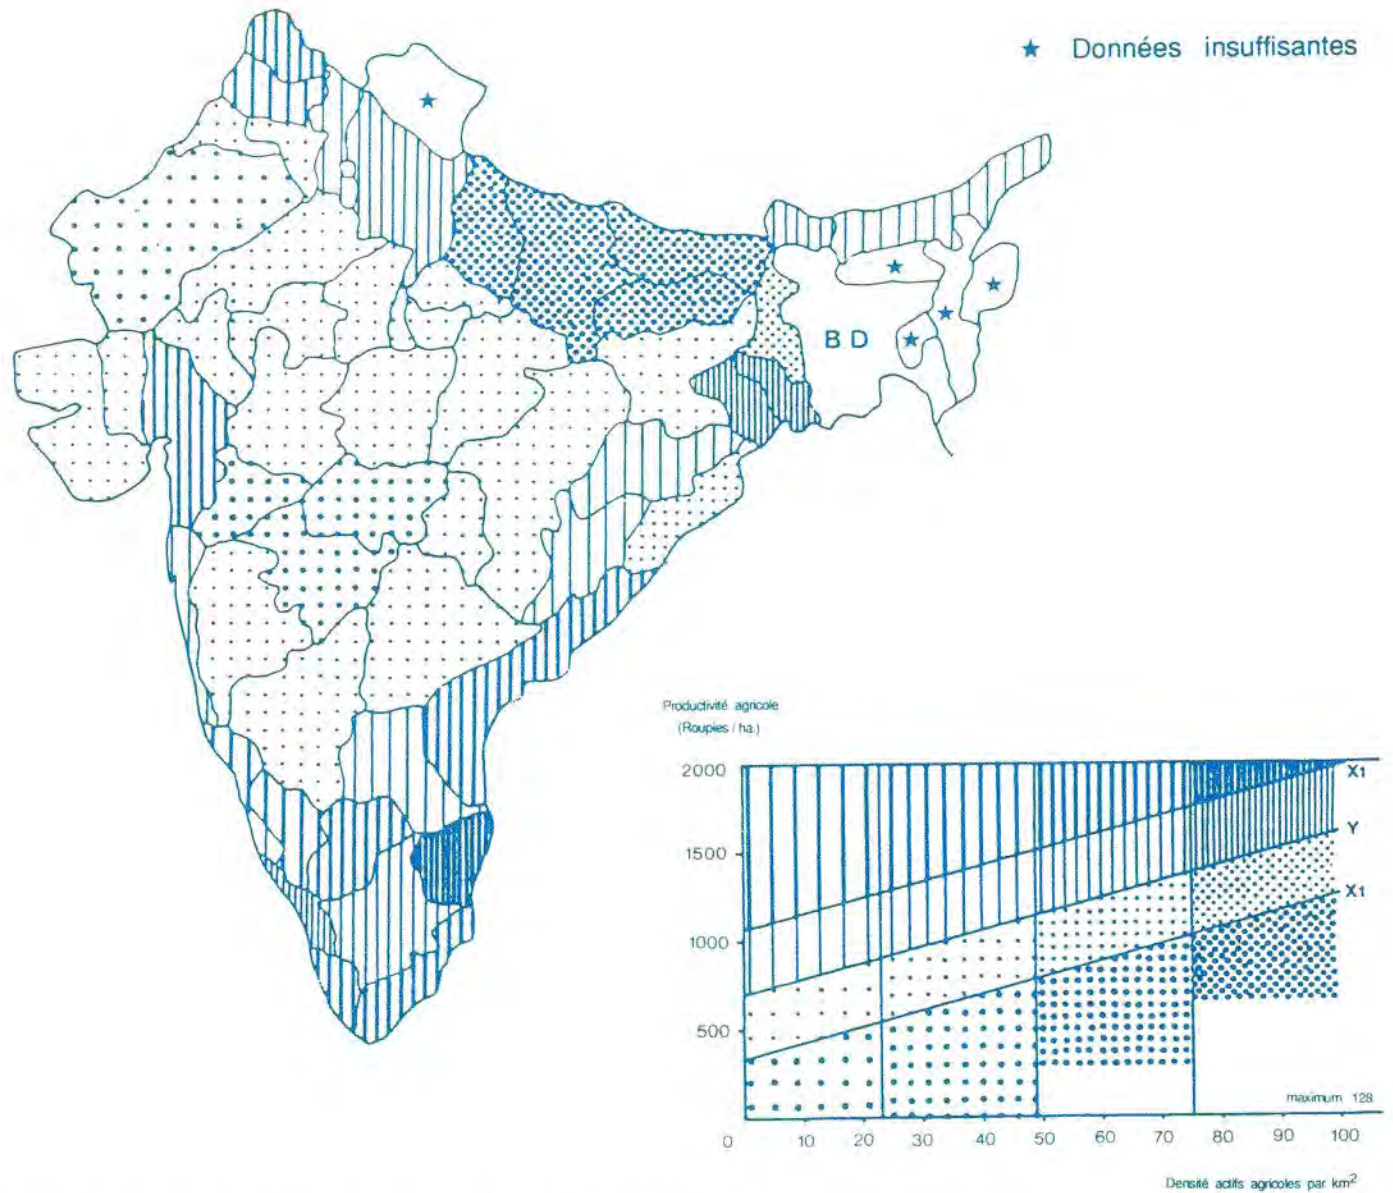 ★ Données insuffisantes
B D
Productivité agricole
(Roupies / ha.)
2000
1500
1000
500
X1
Y
X1
maximum 128
0 10 20 30 40 50 60 70 80 90 100
Densité actifs agricoles par km²